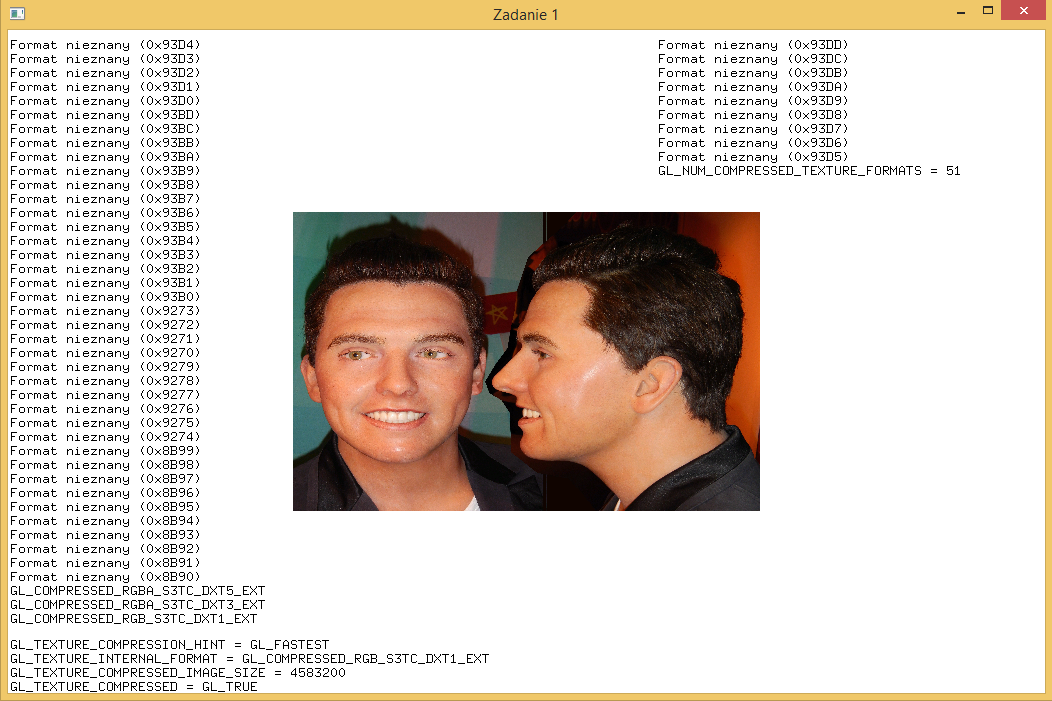 Zadanie 1
Format nieznany (0x93D4)
Format nieznany (0x93D3)
Format nieznany (0x93D2)
Format nieznany (0x93D1)
Format nieznany (0x93D0)
Format nieznany (0x93BD)
Format nieznany (0x93BC)
Format nieznany (0x93BB)
Format nieznany (0x93BA)
Format nieznany (0x93B9)
Format nieznany (0x93B8)
Format nieznany (0x93B7)
Format nieznany (0x93B6)
Format nieznany (0x93B5)
Format nieznany (0x93B4)
Format nieznany (0x93B3)
Format nieznany (0x93B2)
Format nieznany (0x93B1)
Format nieznany (0x93B0)
Format nieznany (0x9273)
Format nieznany (0x9272)
Format nieznany (0x9271)
Format nieznany (0x9270)
Format nieznany (0x9279)
Format nieznany (0x9278)
Format nieznany (0x9277)
Format nieznany (0x9276)
Format nieznany (0x9275)
Format nieznany (0x9274)
Format nieznany (0x8B99)
Format nieznany (0x8B98)
Format nieznany (0x8B97)
Format nieznany (0x8B96)
Format nieznany (0x8B95)
Format nieznany (0x8B94)
Format nieznany (0x8B93)
Format nieznany (0x8B92)
Format nieznany (0x8B91)
Format nieznany (0x8B90)
GL_COMPRESSED_RGBA_S3TC_DXT5_EXT
GL_COMPRESSED_RGBA_S3TC_DXT3_EXT
GL_COMPRESSED_RGB_S3TC_DXT1_EXT
GL_TEXTURE_COMPRESSION_HINT = GL_FASTEST
GL_TEXTURE_INTERNAL_FORMAT = GL_COMPRESSED_RGB_S3TC_DXT1_EXT
GL_TEXTURE_COMPRESSED_IMAGE_SIZE = 4583200
GL_TEXTURE_COMPRESSED = GL_TRUE
Format nieznany (0x93DD)
Format nieznany (0x93DC)
Format nieznany (0x93DB)
Format nieznany (0x93DA)
Format nieznany (0x93D9)
Format nieznany (0x93D8)
Format nieznany (0x93D7)
Format nieznany (0x93D6)
Format nieznany (0x93D5)
GL_NUM_COMPRESSED_TEXTURE_FORMATS = 51